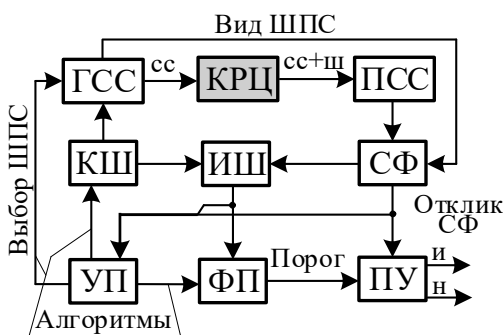 Вид ШПС
ГСС
сс
КРЦ
сс+ш
ПСС
Выбор ШПС
КШ
ИШ
СФ
Отклик
СФ
УП
ФП
Порог
ПУ
и
н
Алгоритмы